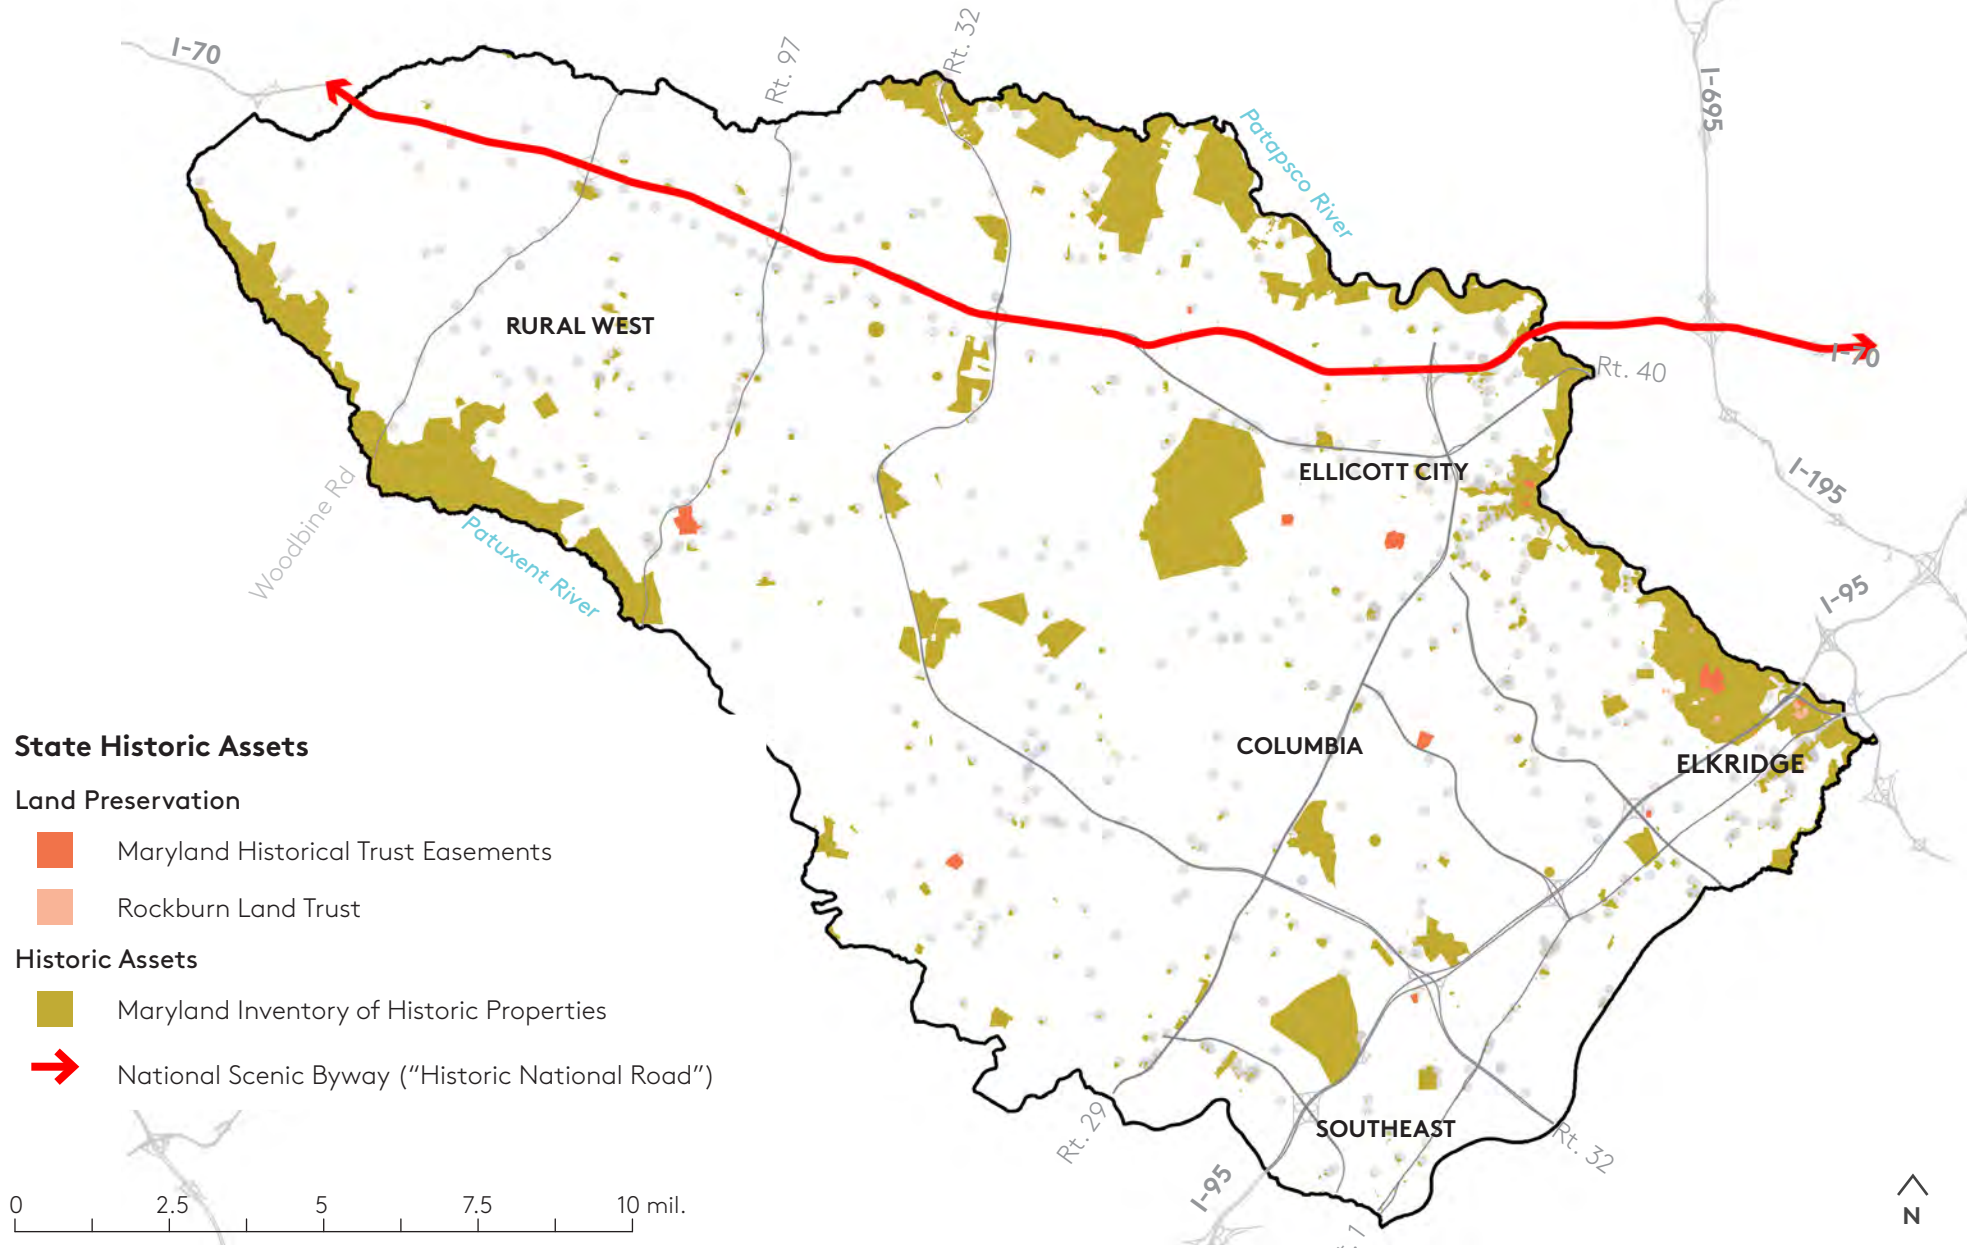 I-70
Rt. 97
Rt. 32
I-695
Patapsco River
RURAL WEST
I-70
Rt. 40
ELLICOTT CITY
I-195
Woodbine Rd
Patuxent River
I-95
State Historic Assets
COLUMBIA
ELKRIDGE
Land Preservation
Maryland Historical Trust Easements
Rockburn Land Trust
Historic Assets
Maryland Inventory of Historic Properties
National Scenic Byway (“Historic National Road”)
Rt. 29
SOUTHEAST
Rt. 32
I-95
0 2.5 5 7.5 10 mil.
N